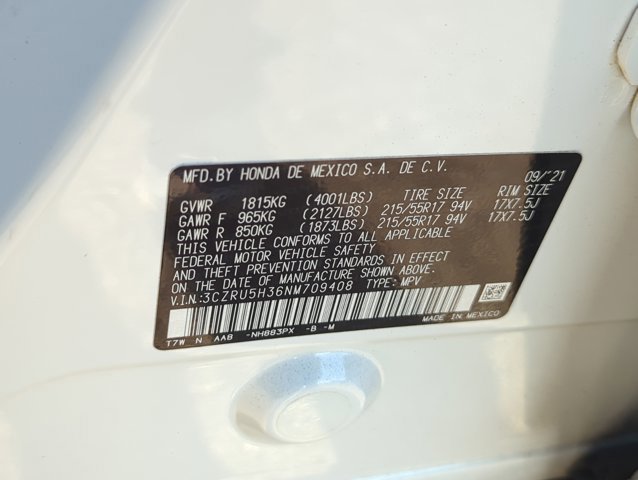 MFD. BY HONDA DE MEXICO S.A. DE C.V. 09/'21
GVWR 1815KG (4001LBS) TIRE SIZE RIM SIZE
GAWR F 965KG (2127LBS) 215/55R17 94V 17X7.5J
GAWR R 850KG (1873LBS) 215/55R17 94V 17X7.5J
THIS VEHICLE CONFORMS TO ALL APPLICABLE
FEDERAL MOTOR VEHICLE SAFETY
AND THEFT PREVENTION STANDARDS IN EFFECT
ON THE DATE OF MANUFACTURE SHOWN ABOVE.
V.I.N:3CZRU5H36NM709408 TYPE: MPV
T7W N AAB -NH883PX -B -M MADE IN MEXICO